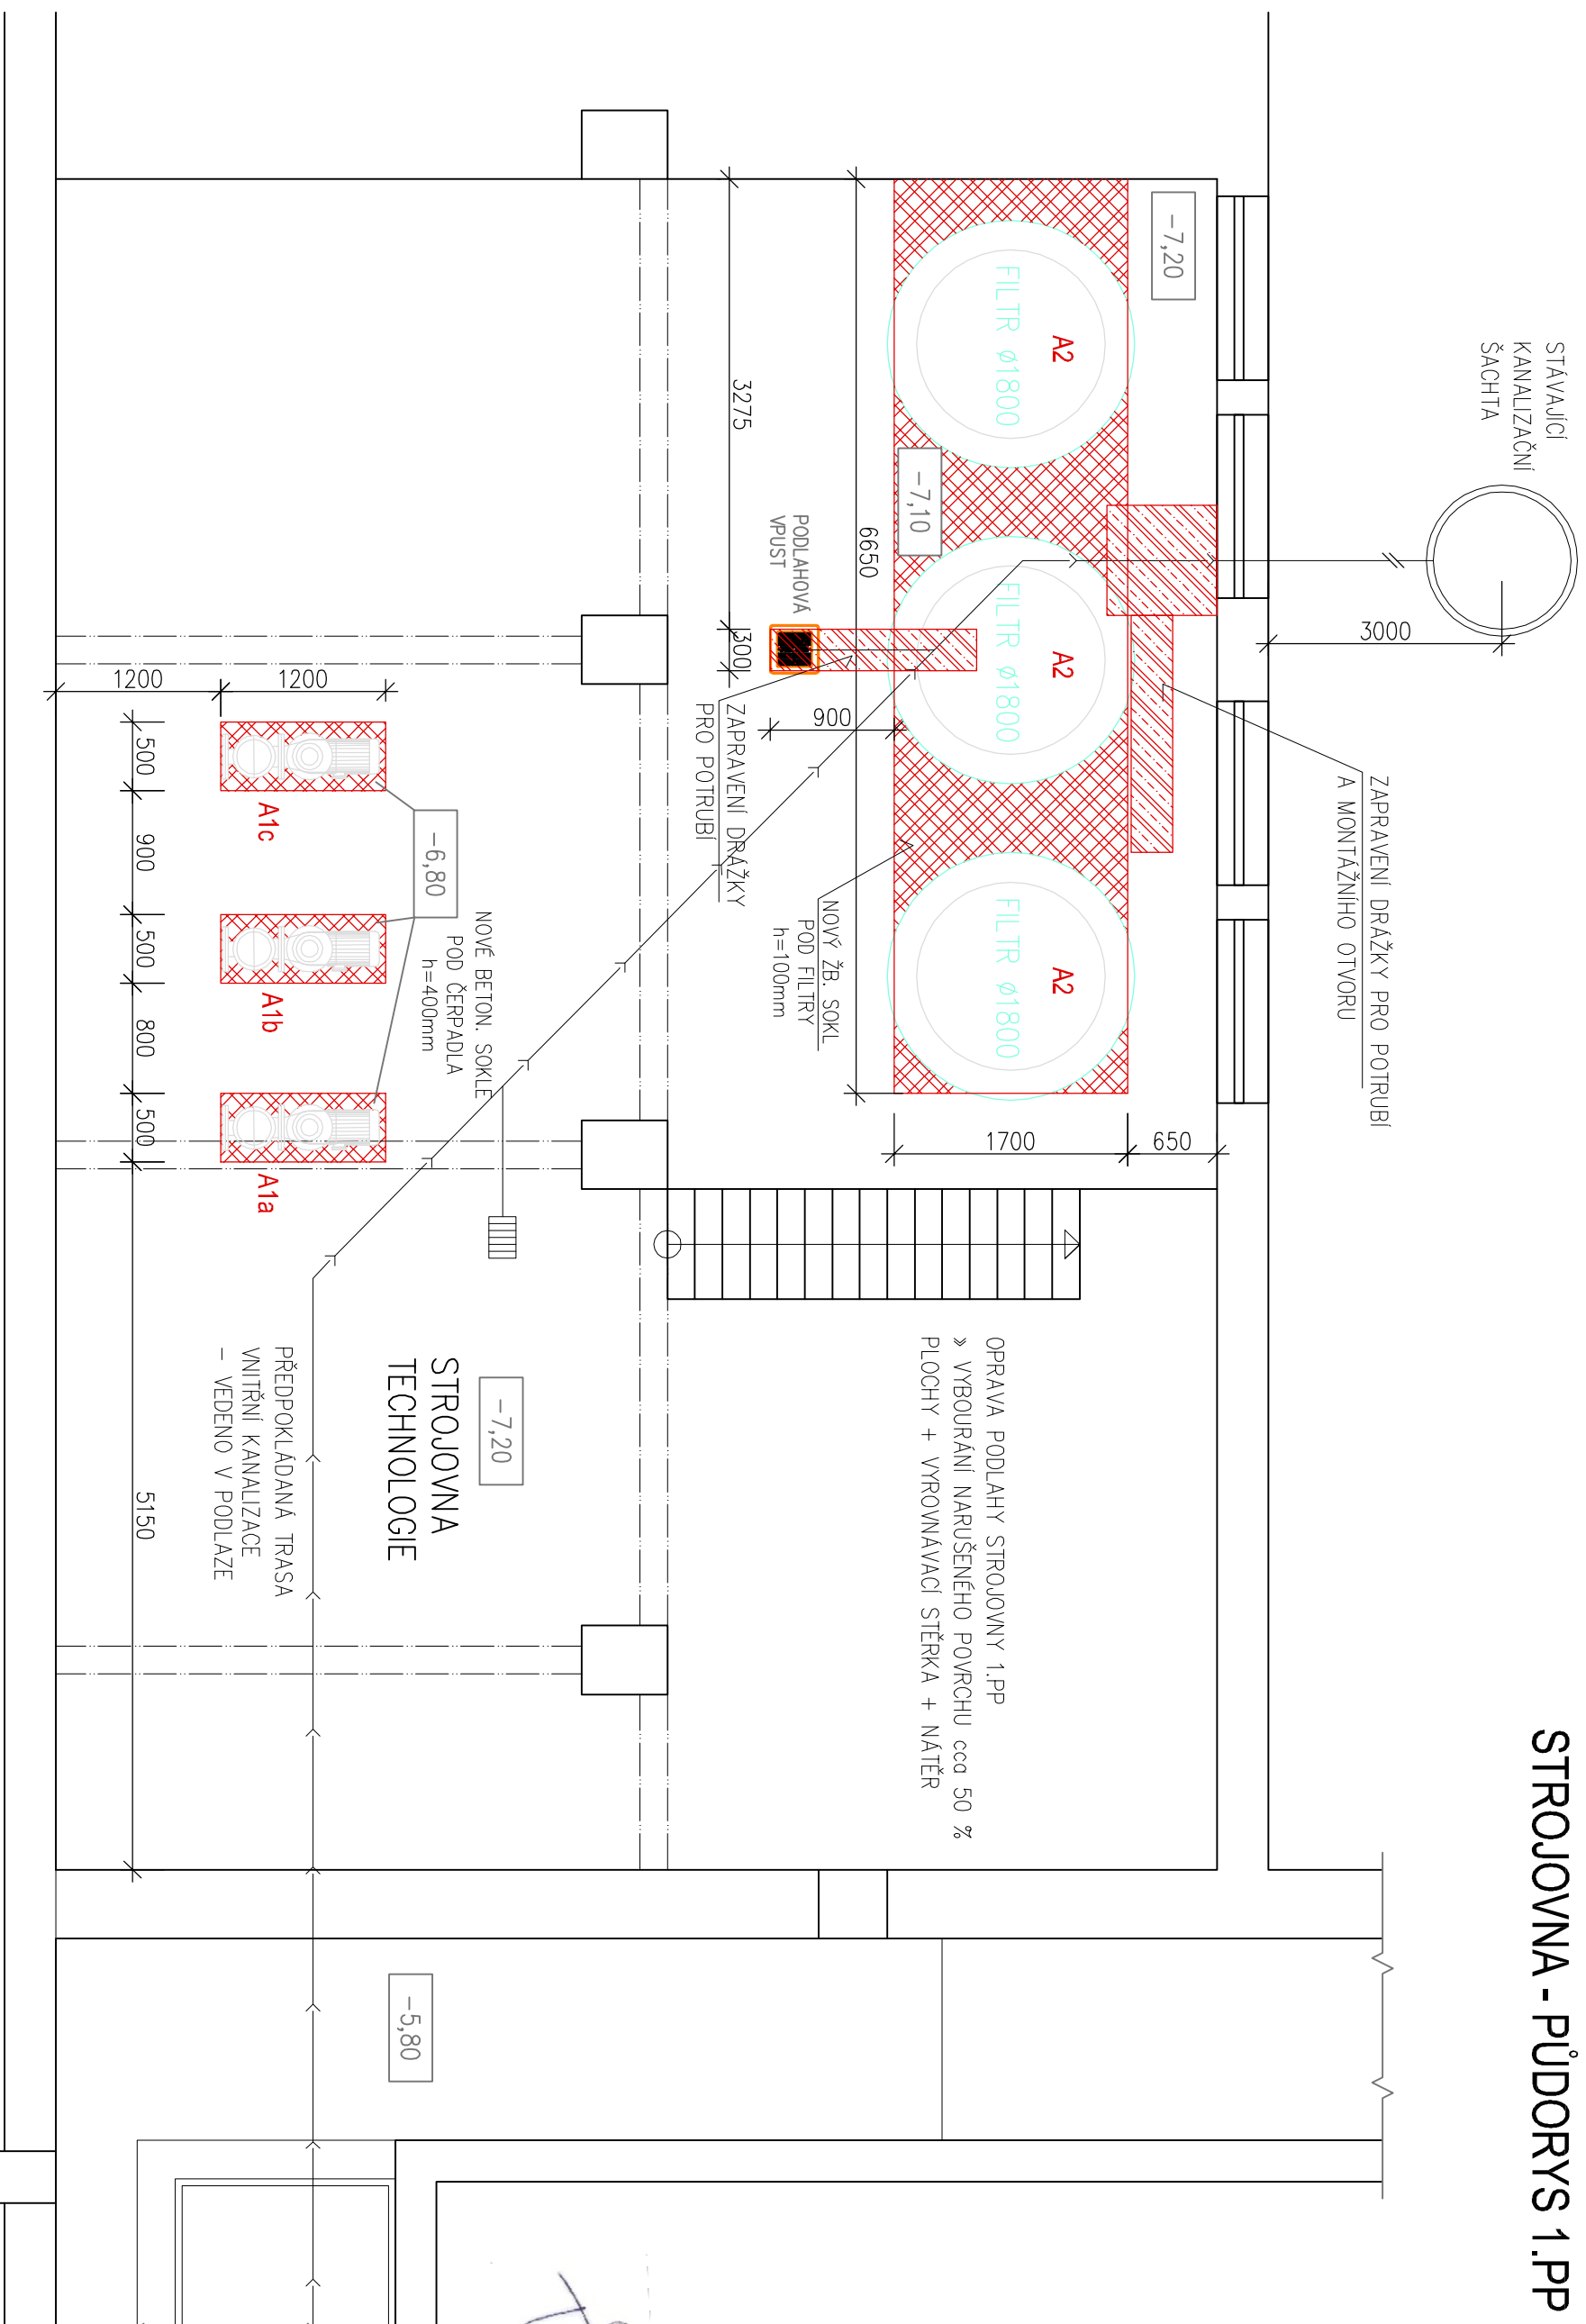 STROJOVNA - PŮDORYS 1.PP
STÁVAJÍCÍ
KANALIZAČNÍ
ŠACHTA
3000
ZAPRAVENÍ DRÁŽKY PRO POTRUBÍ
A MONTÁŽNÍHO OTVORU
-7,20
A2
FILTR ø1800
A2
FILTR ø1800
A2
FILTR ø1800
650
1700
-7,10
6650
NOVÝ ŽB. SOKL
POD FILTRY
h=100mm
OPRAVA PODLAHY STROJOVNY 1.PP
» VYBOURÁNÍ NARUŠENÉHO POVRCHU cca 50 %
PLOCHY + VYROVNÁVACÍ STĚRKA + NÁTĚR
PODLAHOVÁ
VPUST
900
3275
300
ZAPRAVENÍ DRÁŽKY
PRO POTRUBÍ
NOVÉ BETON. SOKLE
POD ČERPADLA
h=400mm
-6,80
-7,20
STROJOVNA
TECHNOLOGIE
-5,80
PŘEDPOKLÁDANÁ TRASA
VNITŘNÍ KANALIZACE
- VEDENO V PODLAZE
A1c
A1b
A1a
1200
1200
500
900
500
800
500
5150